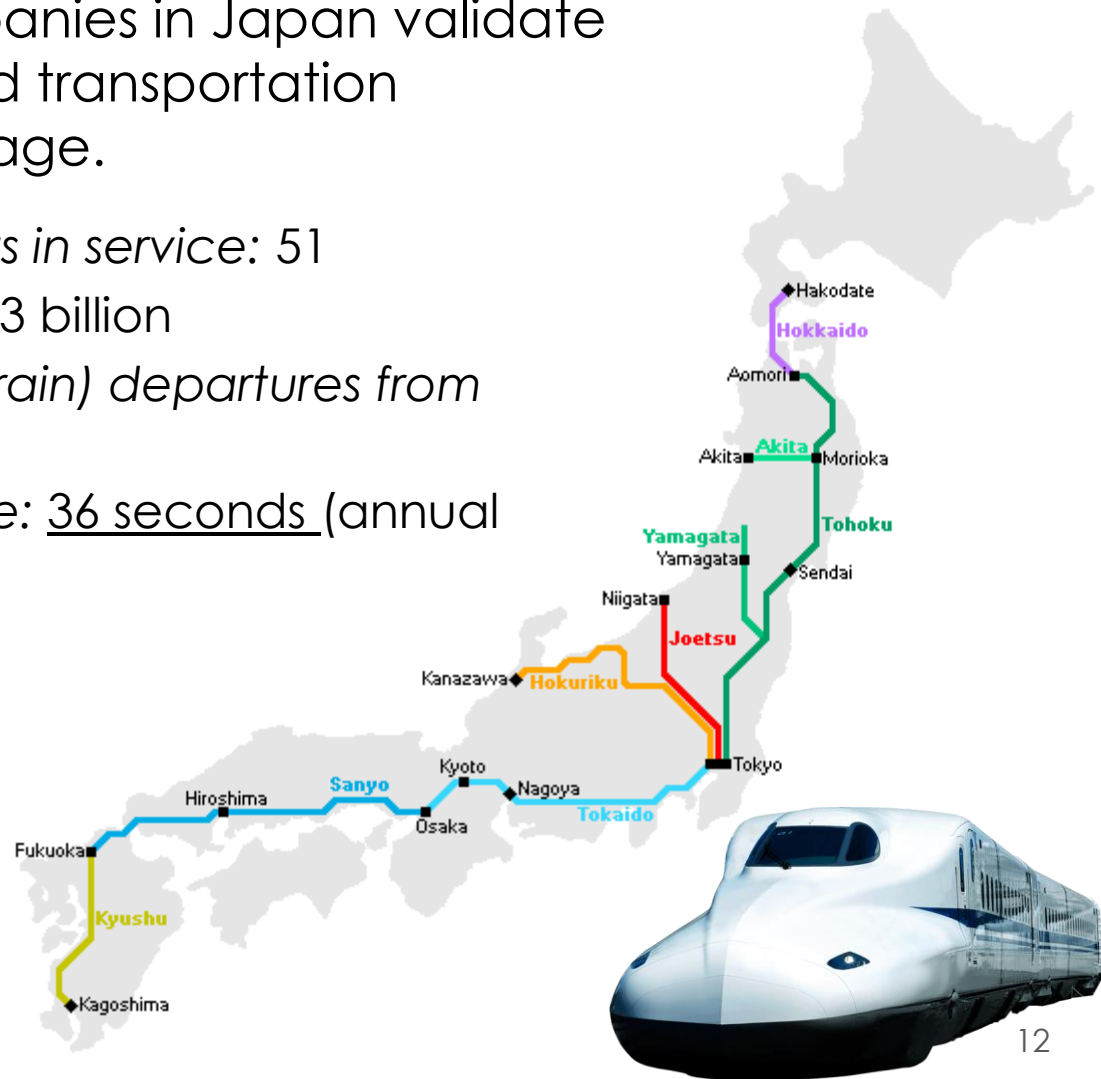 panies in Japan validate
d transportation
age.
s in service: 51
3 billion
rain) departures from
e: 36 seconds (annual
Hakodate
Hokkaido
Aomori
Akita
Akita
Morioka
Tohoku
Yamagata
Yamagata
Sendai
Niigata
Joetsu
Kanazawa
Hokuriku
Tokyo
Kyoto
Sanyo
Nagoya
Hiroshima
Tokaido
Osaka
Fukuoka
Kyushu
Kagoshima
12